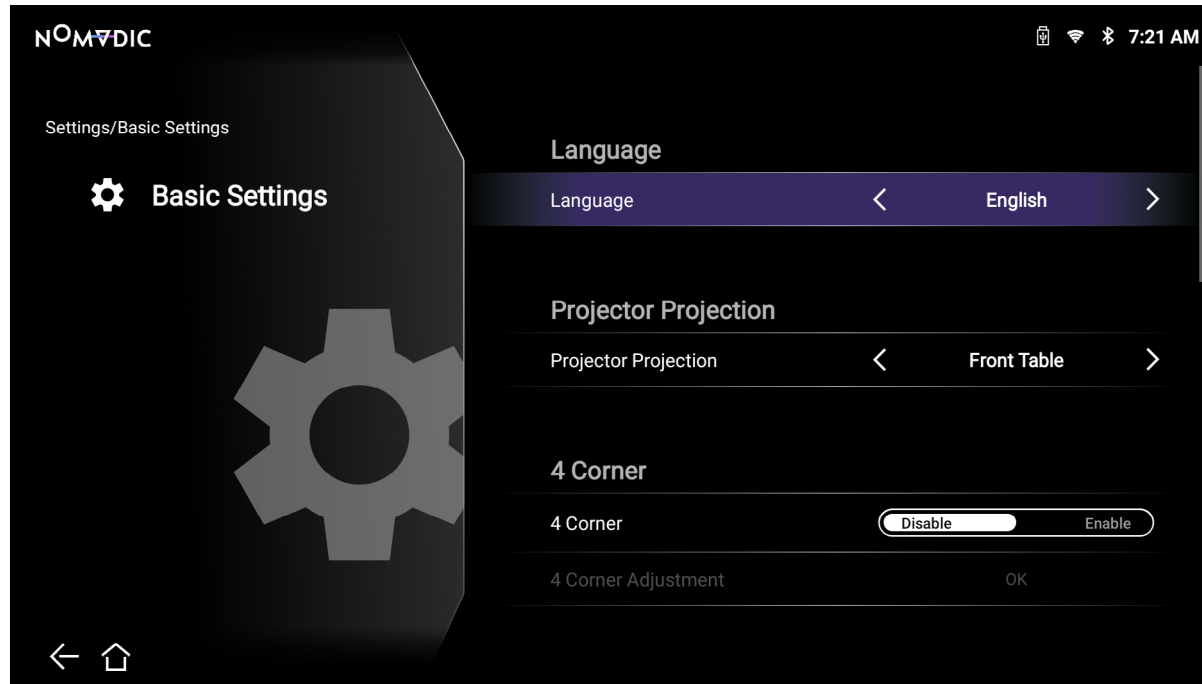 NOMADIC
7:21 AM
Settings/Basic Settings
Basic Settings
Language
Language English
Projector Projection
Projector Projection Front Table
4 Corner
4 Corner Disable Enable
4 Corner Adjustment OK